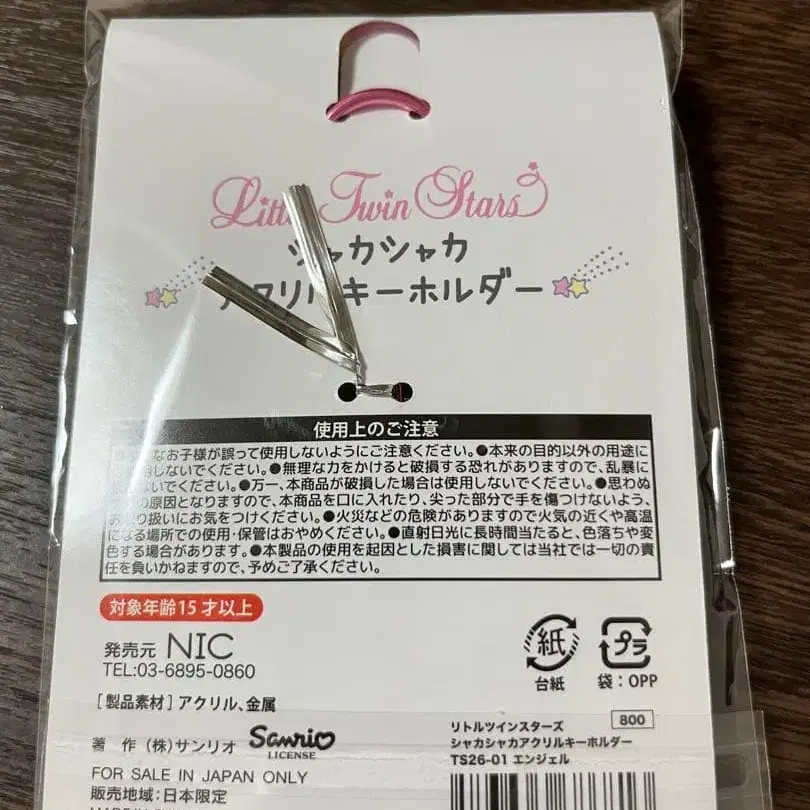 Little Twin Stars
シャカシャカ
アクリルキーホルダー
使用上のご注意
なお子様が誤って使用しないようにご注意ください。●本来の目的以外の用途に
しないでください。●無理な力をかけると破損する恐れがありますので、乱暴に
ないでください。●万一、本商品が破損した場合は使用しないでください。●思わぬ
の原因となりますので、本商品を口に入れたり、尖った部分で手を傷つけないよう、
取り扱いにお気をつけください。●火災などの危険がありますので火気の近くや高温
になる場所での使用・保管はおやめください。●直射日光に長時間当たると、色落ちや変
色する場合があります。●本製品の使用を起因とした損害に関しては当社では一切の責
任を負いかねますので、予めご了承ください。
対象年齢15才以上
発売元 NIC
TEL:03-6895-0860
紙
台紙
プラ
袋：OPP
[製品素材] アクリル、金属
著 作 (株)サンリオ Sanrio
LICENSE
FOR SALE IN JAPAN ONLY
販売地域:日本限定
リトルツインスターズ 800
シャカシャカアクリルキーホルダー
TS26-01 エンジェル